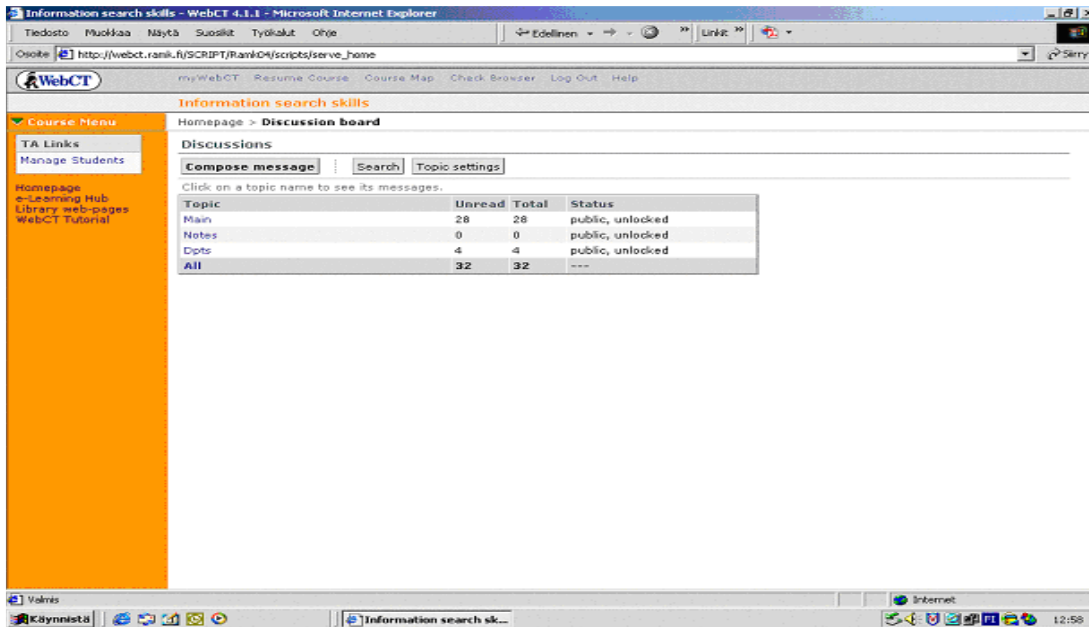 Information search skills - WebCT 4.1.1 - Microsoft Internet Explorer
Tiedosto Muokkaa Näytä Suosikit Työkalut Ohje Edellinen Linkit
Osoite http://webct.ramk.fi/SCRIPT/Ramk04/scripts/serve_home Siirry
WebCT myWebCT Resume Course Course Map Check Browser Log Out Help
Information search skills
Course Menu Homepage > Discussion board
TA Links Discussions
Manage Students Compose message Search Topic settings
Homepage Click on a topic name to see its messages.
e-Learning Hub Topic Unread Total Status
Library web-pages
WebCT Tutorial Main 28 28 public, unlocked
Notes 0 0 public, unlocked
Dpts 4 4 public, unlocked
All 32 32 ---
Valmis Internet
Käynnistä Information search sk... FI 12:58